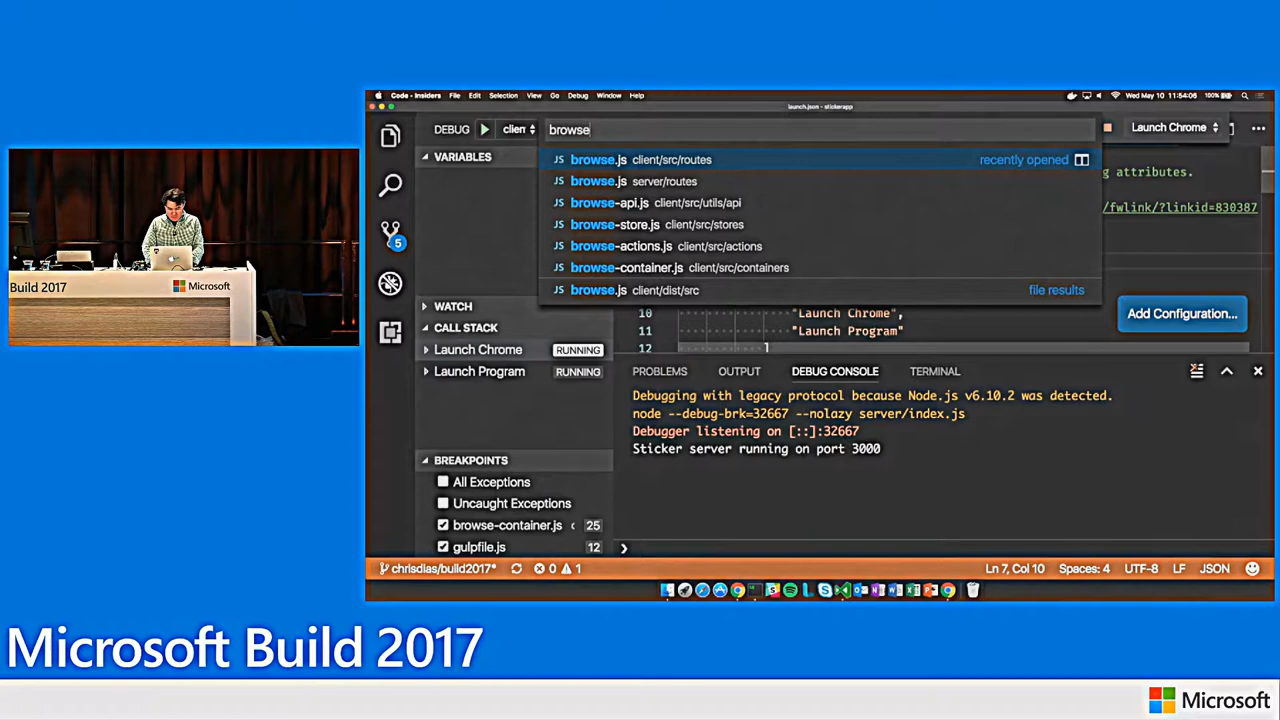 Build 2017
Microsoft
Code - Insiders File Edit Selection View Go Debug Window Help
Wed May 10 11:54:06 100%
launch.json - stickerapp
DEBUG
browse
Launch Chrome
VARIABLES
browse.js client/src/routes recently opened
browse.js server/routes
browse-api.js client/src/utils/api
browse-store.js client/src/stores
browse-actions.js client/src/actions
browse-container.js client/src/containers
browse.js client/dist/src file results
ng attributes.
/fwlink/?linkid=830387
5
WATCH
CALL STACK
Launch Chrome RUNNING
Launch Program RUNNING
10 "Launch Chrome",
11 "Launch Program"
12 ]
Add Configuration...
PROBLEMS OUTPUT DEBUG CONSOLE TERMINAL
Debugging with legacy protocol because Node.js v6.10.2 was detected.
node --debug-brk=32667 --nolazy server/index.js
Debugger listening on [::]:32667
Sticker server running on port 3000
BREAKPOINTS
All Exceptions
Uncaught Exceptions
browse-container.js c 25
gulpfile.js 12
chrisdias/build2017* 0 1
Ln 7, Col 10 Spaces: 4 UTF-8 LF JSON
Microsoft Build 2017
Microsoft